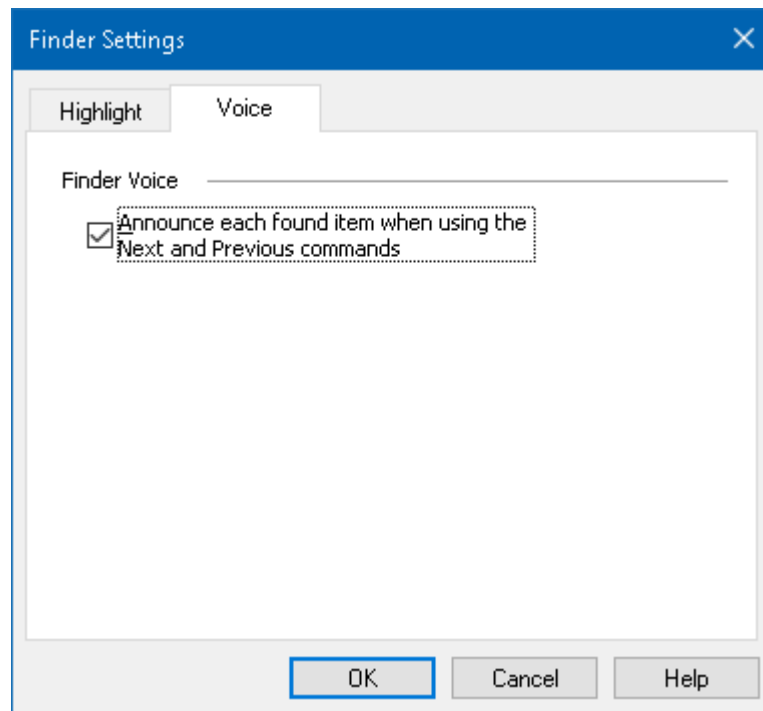 Finder Settings
Highlight Voice
Finder Voice
Announce each found item when using the
Next and Previous commands
OK Cancel Help